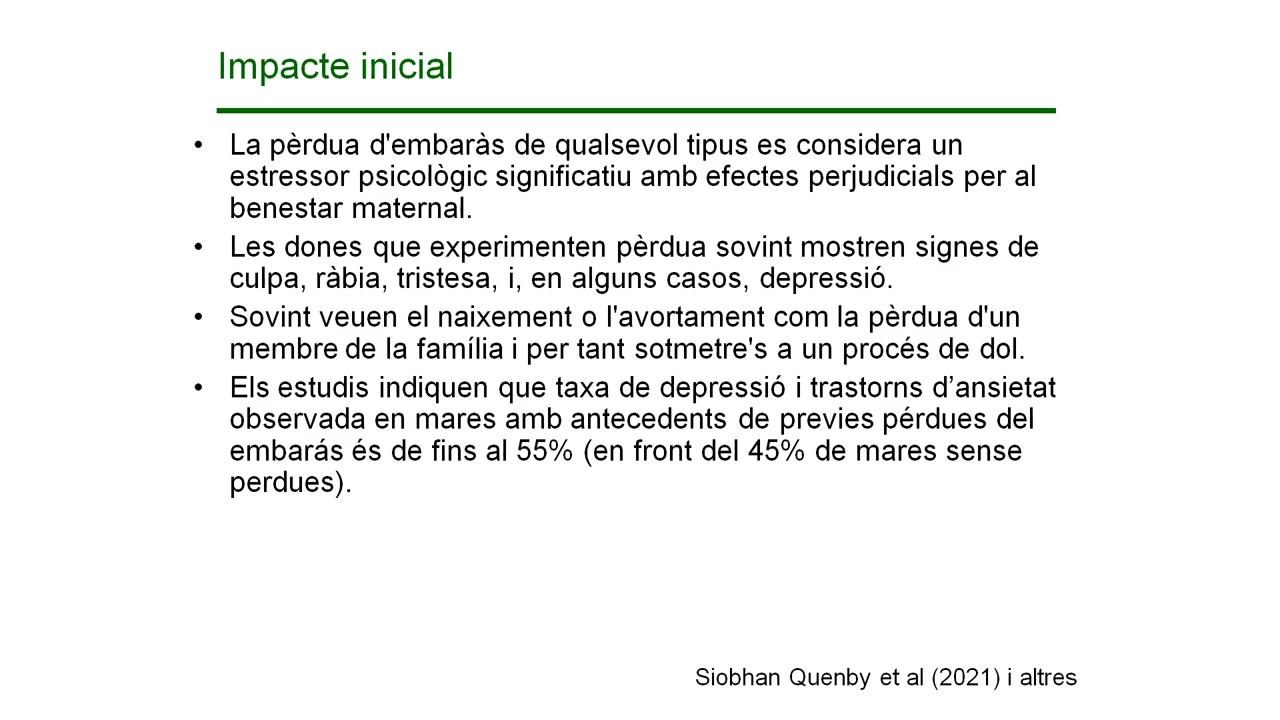 Impacte inicial
• La pèrdua d'embaràs de qualsevol tipus es considera un
estressor psicològic significatiu amb efectes perjudicials per al
benestar maternal.
• Les dones que experimenten pèrdua sovint mostren signes de
culpa, ràbia, tristesa, i, en alguns casos, depressió.
• Sovint veuen el naixement o l'avortament com la pèrdua d'un
membre de la família i per tant sotmetre's a un procés de dol.
• Els estudis indiquen que taxa de depressió i trastorns d’ansietat
observada en mares amb antecedents de previes pérdues del
embarás és de fins al 55% (en front del 45% de mares sense
perdues).
Siobhan Quenby et al (2021) i altres